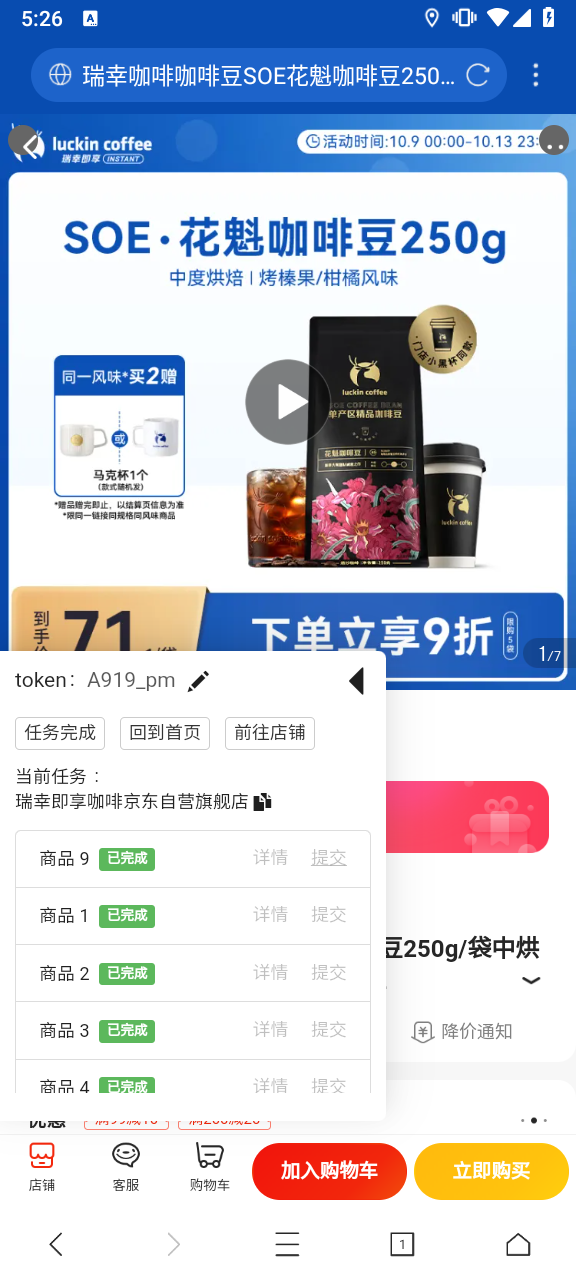 5:26
A
瑞幸咖啡咖啡豆SOE花魁咖啡豆250...
luckin coffee
瑞幸即享 INSTANT
活动时间:10.9 00:00-10.13 23:
SOE·花魁咖啡豆250g
中度烘焙 | 烤榛果/柑橘风味
同一风味*买2赠
或
马克杯1个
(款式随机发)
*赠品赠完即止，以结算页信息为准
*限同一链接同规格同风味商品
门店小黑杯同款
luckin coffee
SOE COFFEE BEAN
单产区精品咖啡豆
花魁咖啡豆
luckin coffee
到手价
71
下单立享9折
限购5袋
1/7
token: A919_pm
任务完成
回到首页
前往店铺
当前任务：
瑞幸即享咖啡京东自营旗舰店
商品 9 已完成 详情 提交
商品 1 已完成 详情 提交
商品 2 已完成 详情 提交
商品 3 已完成 详情 提交
商品 4 已完成 详情 提交
豆250g/袋中烘
降价通知
优惠
满99减10
店铺
客服
购物车
加入购物车
立即购买
1